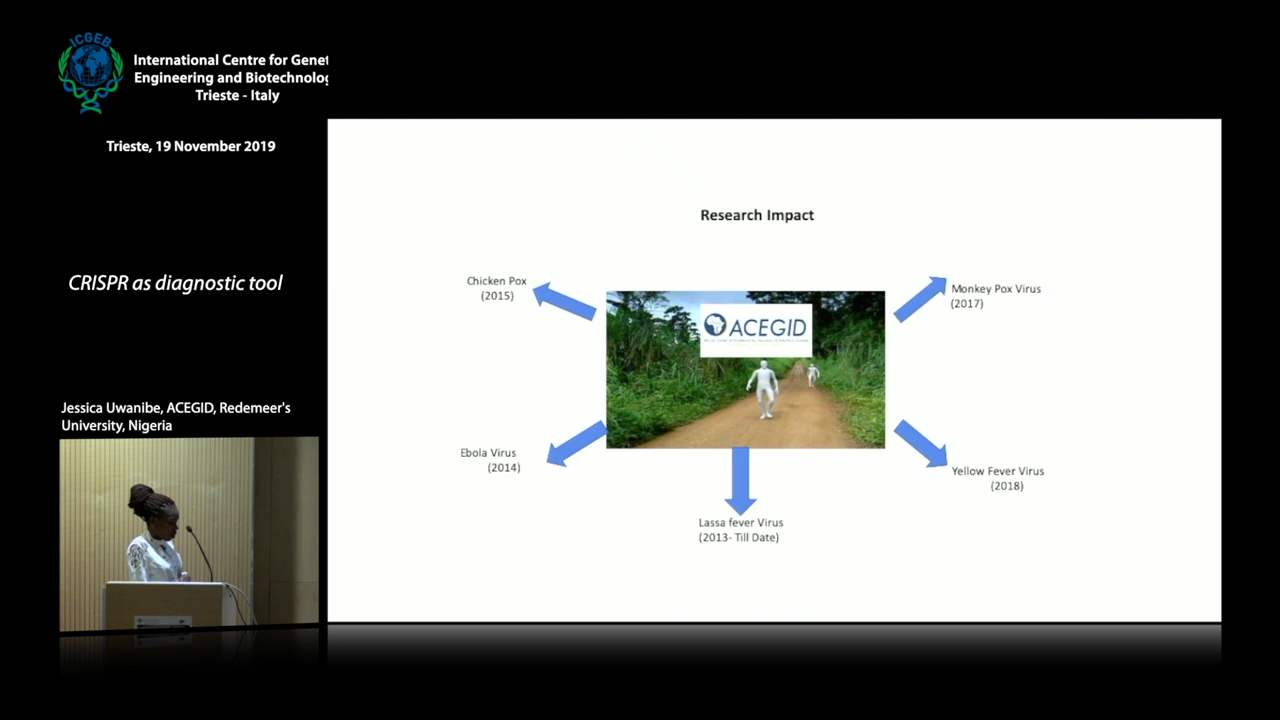 ICGEB
International Centre for Genet
Engineering and Biotechnolog
Trieste - Italy
Trieste, 19 November 2019
CRISPR as diagnostic tool
Jessica Uwanibe, ACEGID, Redemeer's
University, Nigeria
Research Impact
Chicken Pox
(2015)
Monkey Pox Virus
(2017)
ACEGID
Ebola Virus
(2014)
Yellow Fever Virus
(2018)
Lassa fever Virus
(2013- Till Date)